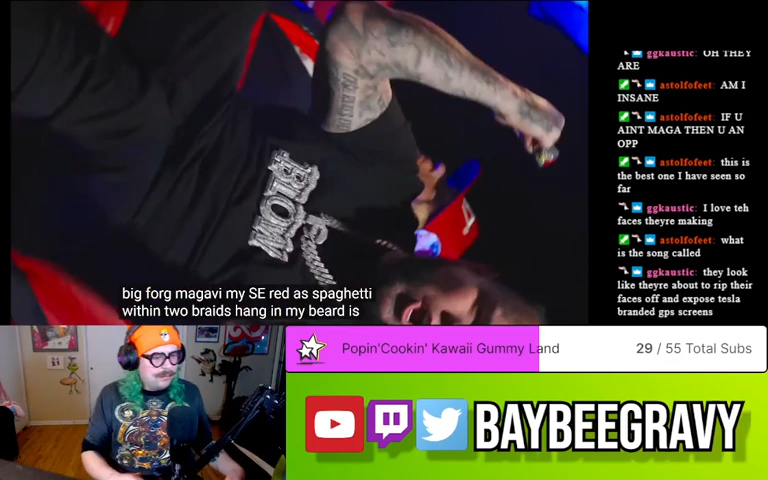 BLOW
big forg magavi my SE red as spaghetti
within two braids hang in my beard is
ggkaustic: OH THEY
ARE
astolfofeet: AM I
INSANE
astolfofeet: IF U
AINT MAGA THEN U AN
OPP
astolfofeet: this is
the best one I have seen so
far
ggkaustic: I love teh
faces theyre making
astolfofeet: what
is the song called
ggkaustic: they look
like theyre about to rip their
faces off and expose tesla
branded gps screens
Popin'Cookin' Kawaii Gummy Land 29 / 55 Total Subs
BAYBEEGRAVY